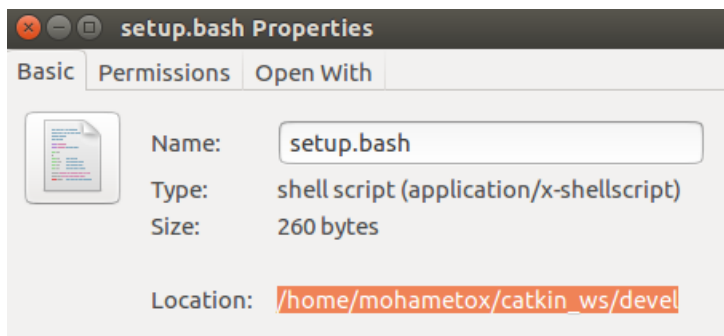 setup.bash Properties
Basic Permissions Open With
Name: setup.bash
Type: shell script (application/x-shellscript)
Size: 260 bytes
Location: /home/mohametox/catkin_ws/devel